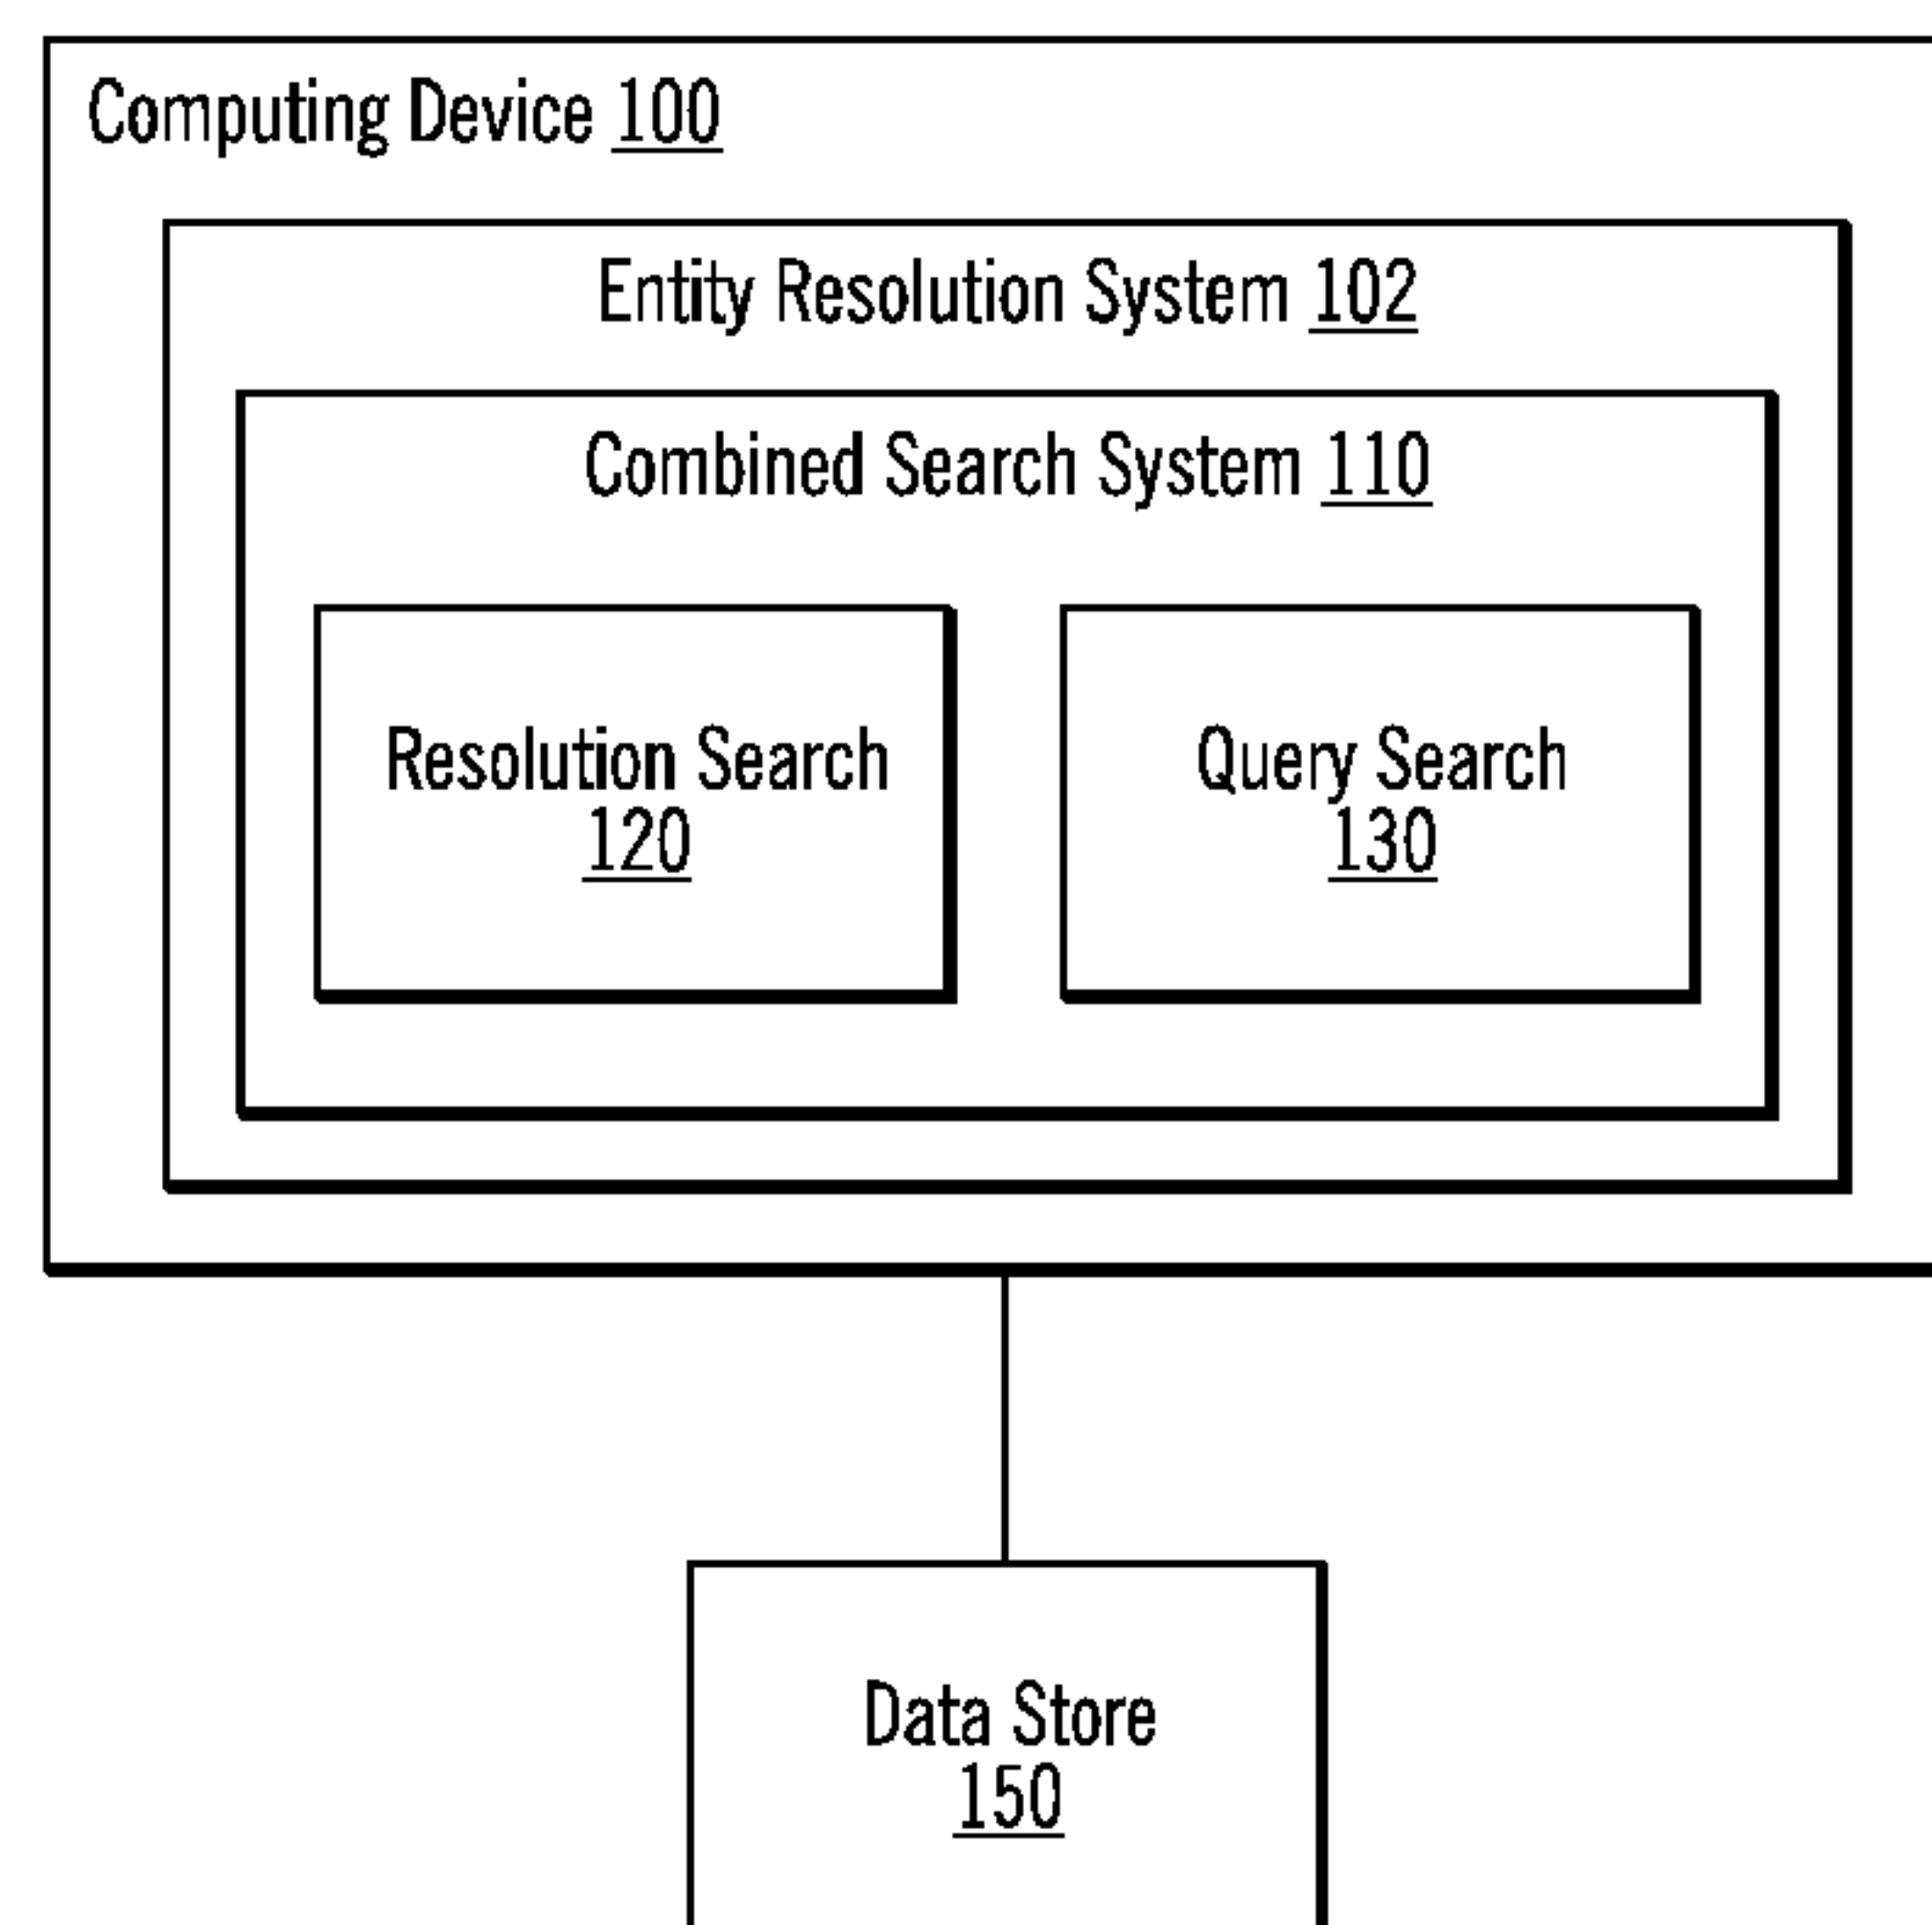 Computing Device 100
Entity Resolution System 102
Combined Search System 110
Resolution Search
120
Query Search
130
Data Store
150